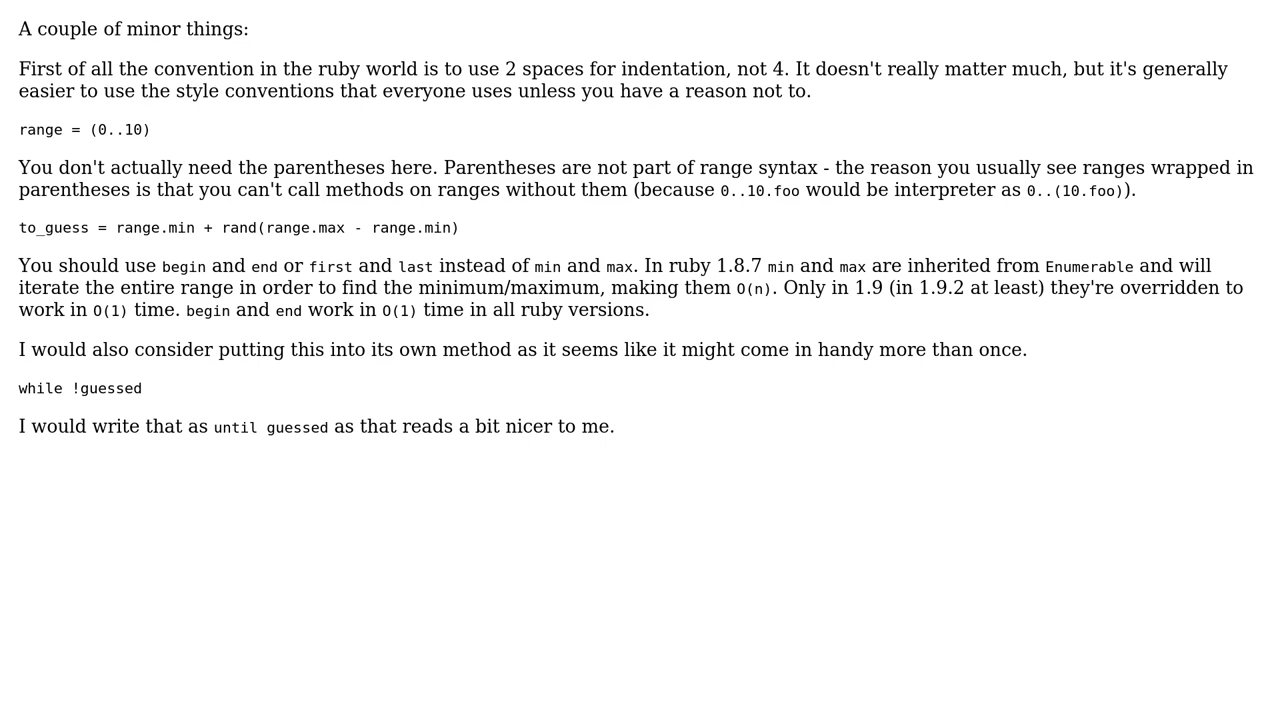 A couple of minor things:
First of all the convention in the ruby world is to use 2 spaces for indentation, not 4. It doesn't really matter much, but it's generally
easier to use the style conventions that everyone uses unless you have a reason not to.
range = (0..10)
You don't actually need the parentheses here. Parentheses are not part of range syntax - the reason you usually see ranges wrapped in
parentheses is that you can't call methods on ranges without them (because 0..10.foo would be interpreter as 0..(10.foo)).
to_guess = range.min + rand(range.max - range.min)
You should use begin and end or first and last instead of min and max. In ruby 1.8.7 min and max are inherited from Enumerable and will
iterate the entire range in order to find the minimum/maximum, making them O(n). Only in 1.9 (in 1.9.2 at least) they're overridden to
work in O(1) time. begin and end work in O(1) time in all ruby versions.
I would also consider putting this into its own method as it seems like it might come in handy more than once.
while !guessed
I would write that as until guessed as that reads a bit nicer to me.